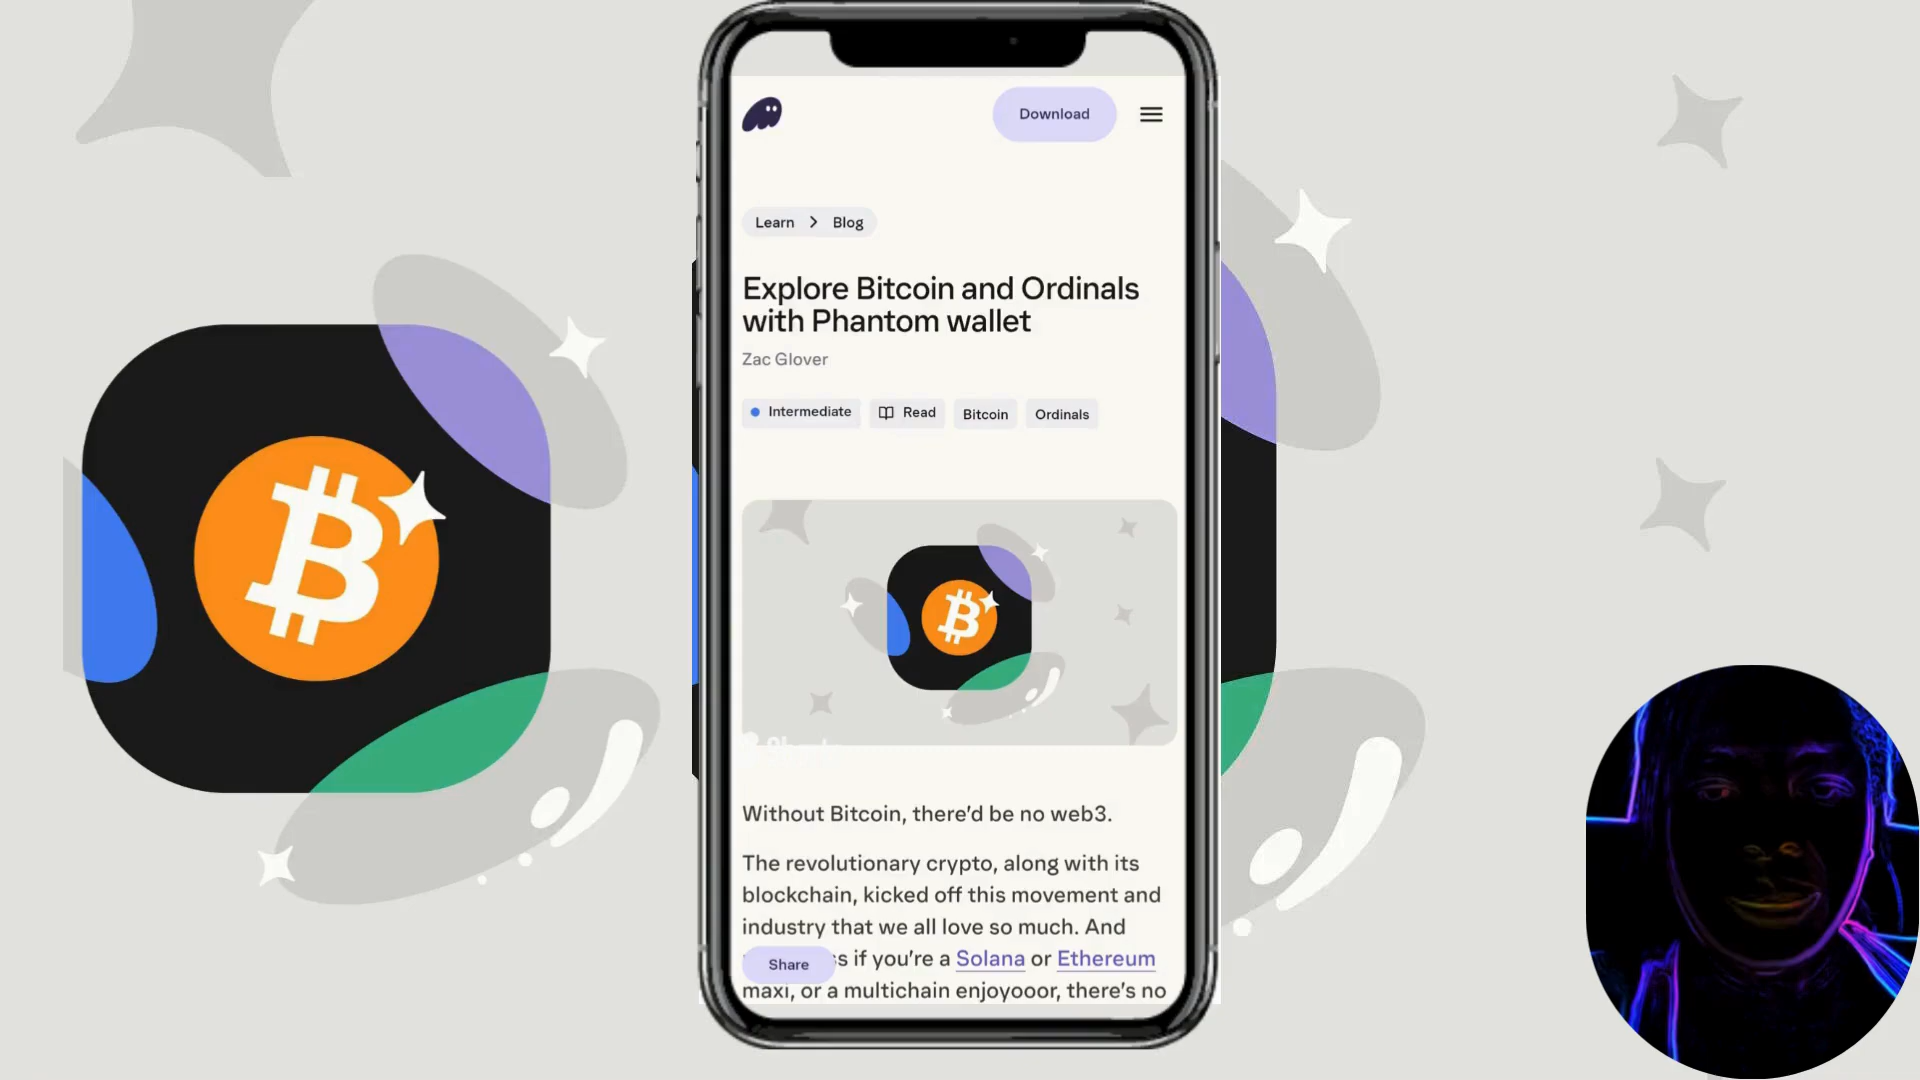 Download
Learn > Blog
Explore Bitcoin and Ordinals
with Phantom wallet
Zac Glover
Intermediate Read Bitcoin Ordinals
Without Bitcoin, there’d be no web3.
The revolutionary crypto, along with its
blockchain, kicked off this movement and
industry that we all love so much. And
if you’re a Solana or Ethereum
Share
maxi, or a multichain enjoyooor, there’s no